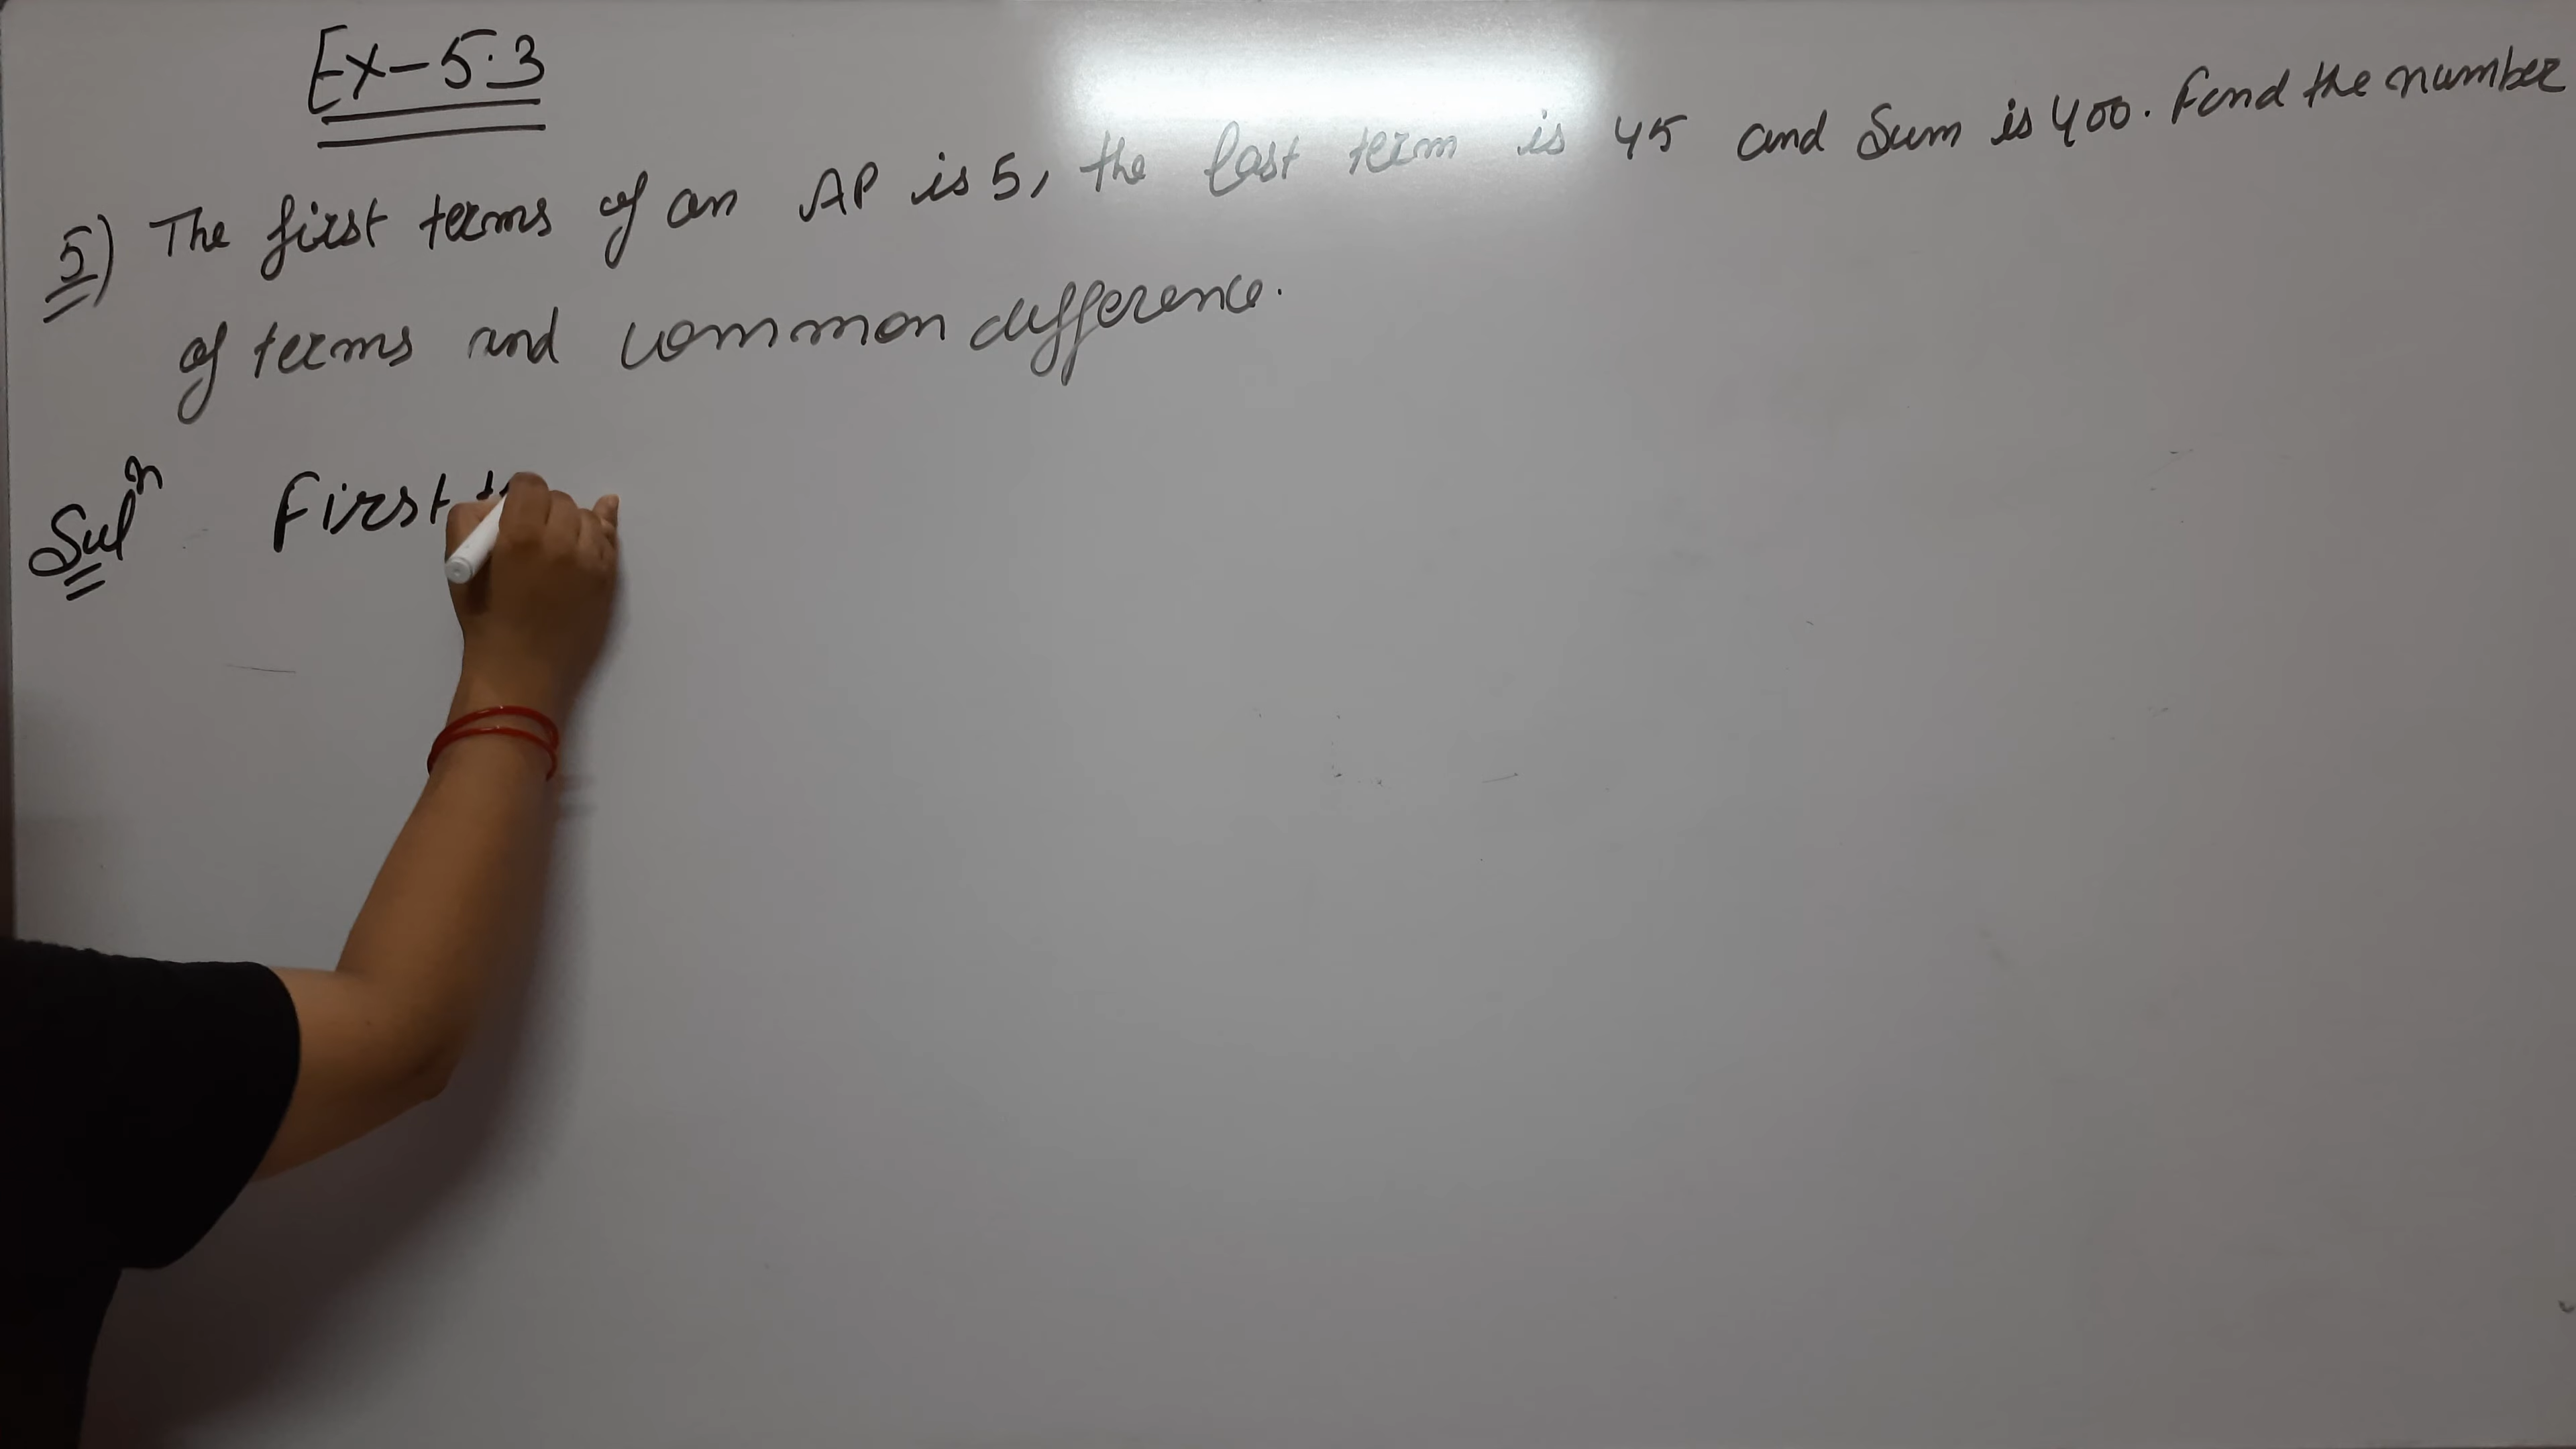 Ex-5.3
5) The first terms of an AP is 5, the last term is 45 and Sum is 400. Find the number
of terms and common difference.
Solⁿ First t